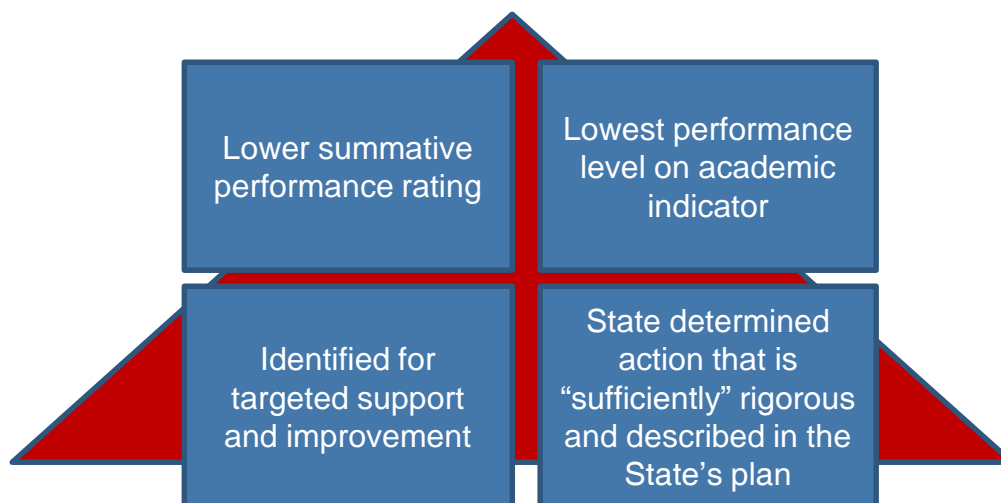 Lower summative
performance rating
Lowest performance
level on academic
indicator
Identified for
targeted support
and improvement
State determined
action that is
“sufficiently” rigorous
and described in the
State’s plan